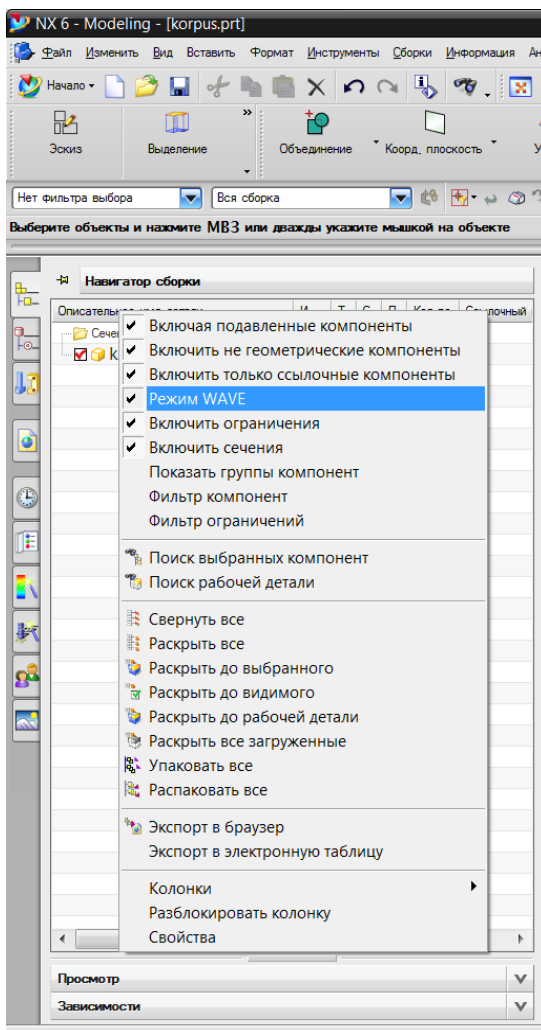 NX 6 - Modeling - [korpus.prt]
Файл Изменить Вид Вставить Формат Инструменты Сборки Информация
Начало
Эскиз Выделение Объединение Коорд. плоскость
Нет фильтра выбора Вся сборка
Выберите объекты и нажмите МВ3 или дважды укажите мышкой на объекте
Навигатор сборки
Включая подавленные компоненты
Включить не геометрические компоненты
Включить только ссылочные компоненты
Режим WAVE
Включить ограничения
Включить сечения
Показать группы компонент
Фильтр компонент
Фильтр ограничений
Поиск выбранных компонент
Поиск рабочей детали
Свернуть все
Раскрыть все
Раскрыть до выбранного
Раскрыть до видимого
Раскрыть до рабочей детали
Раскрыть все загруженные
Упаковать все
Распаковать все
Экспорт в браузер
Экспорт в электронную таблицу
Колонки
Разблокировать колонку
Свойства
Просмотр
Зависимости